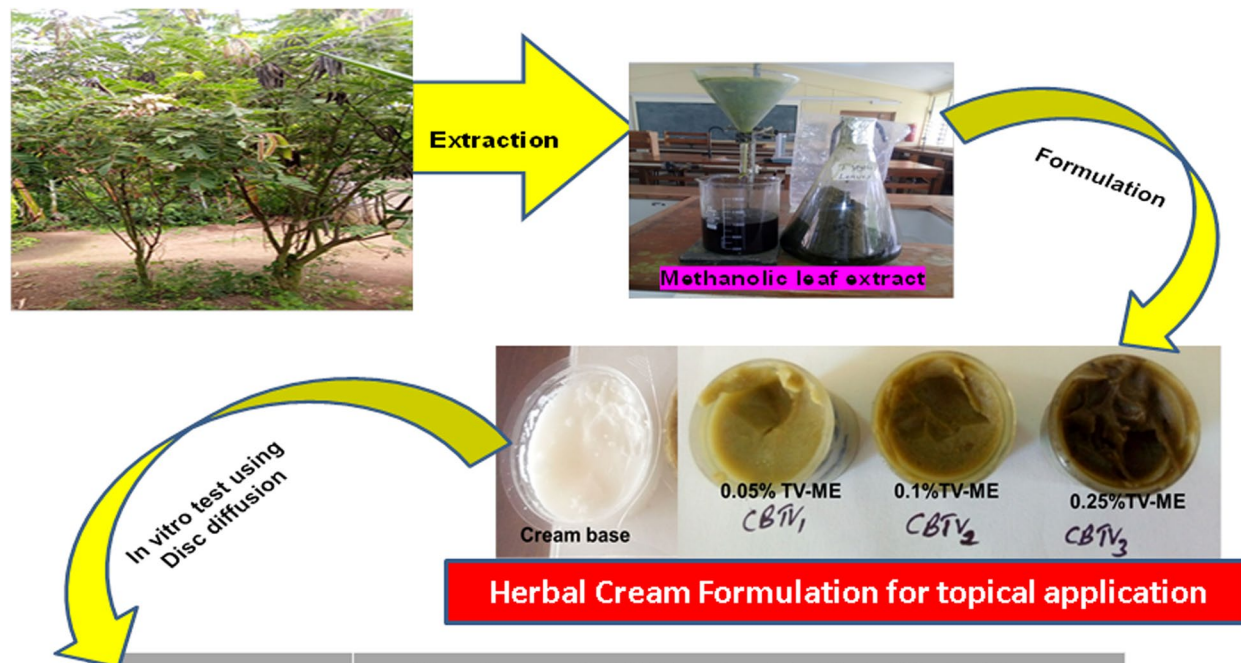 Extraction
Formulation
Methanolic leaf extract
0.05% TV-ME
0.1%TV-ME
0.25%TV-ME
CBTV1
CBTV2
CBTV3
Cream base
In vitro test using
Disc diffusion
Herbal Cream Formulation for topical application